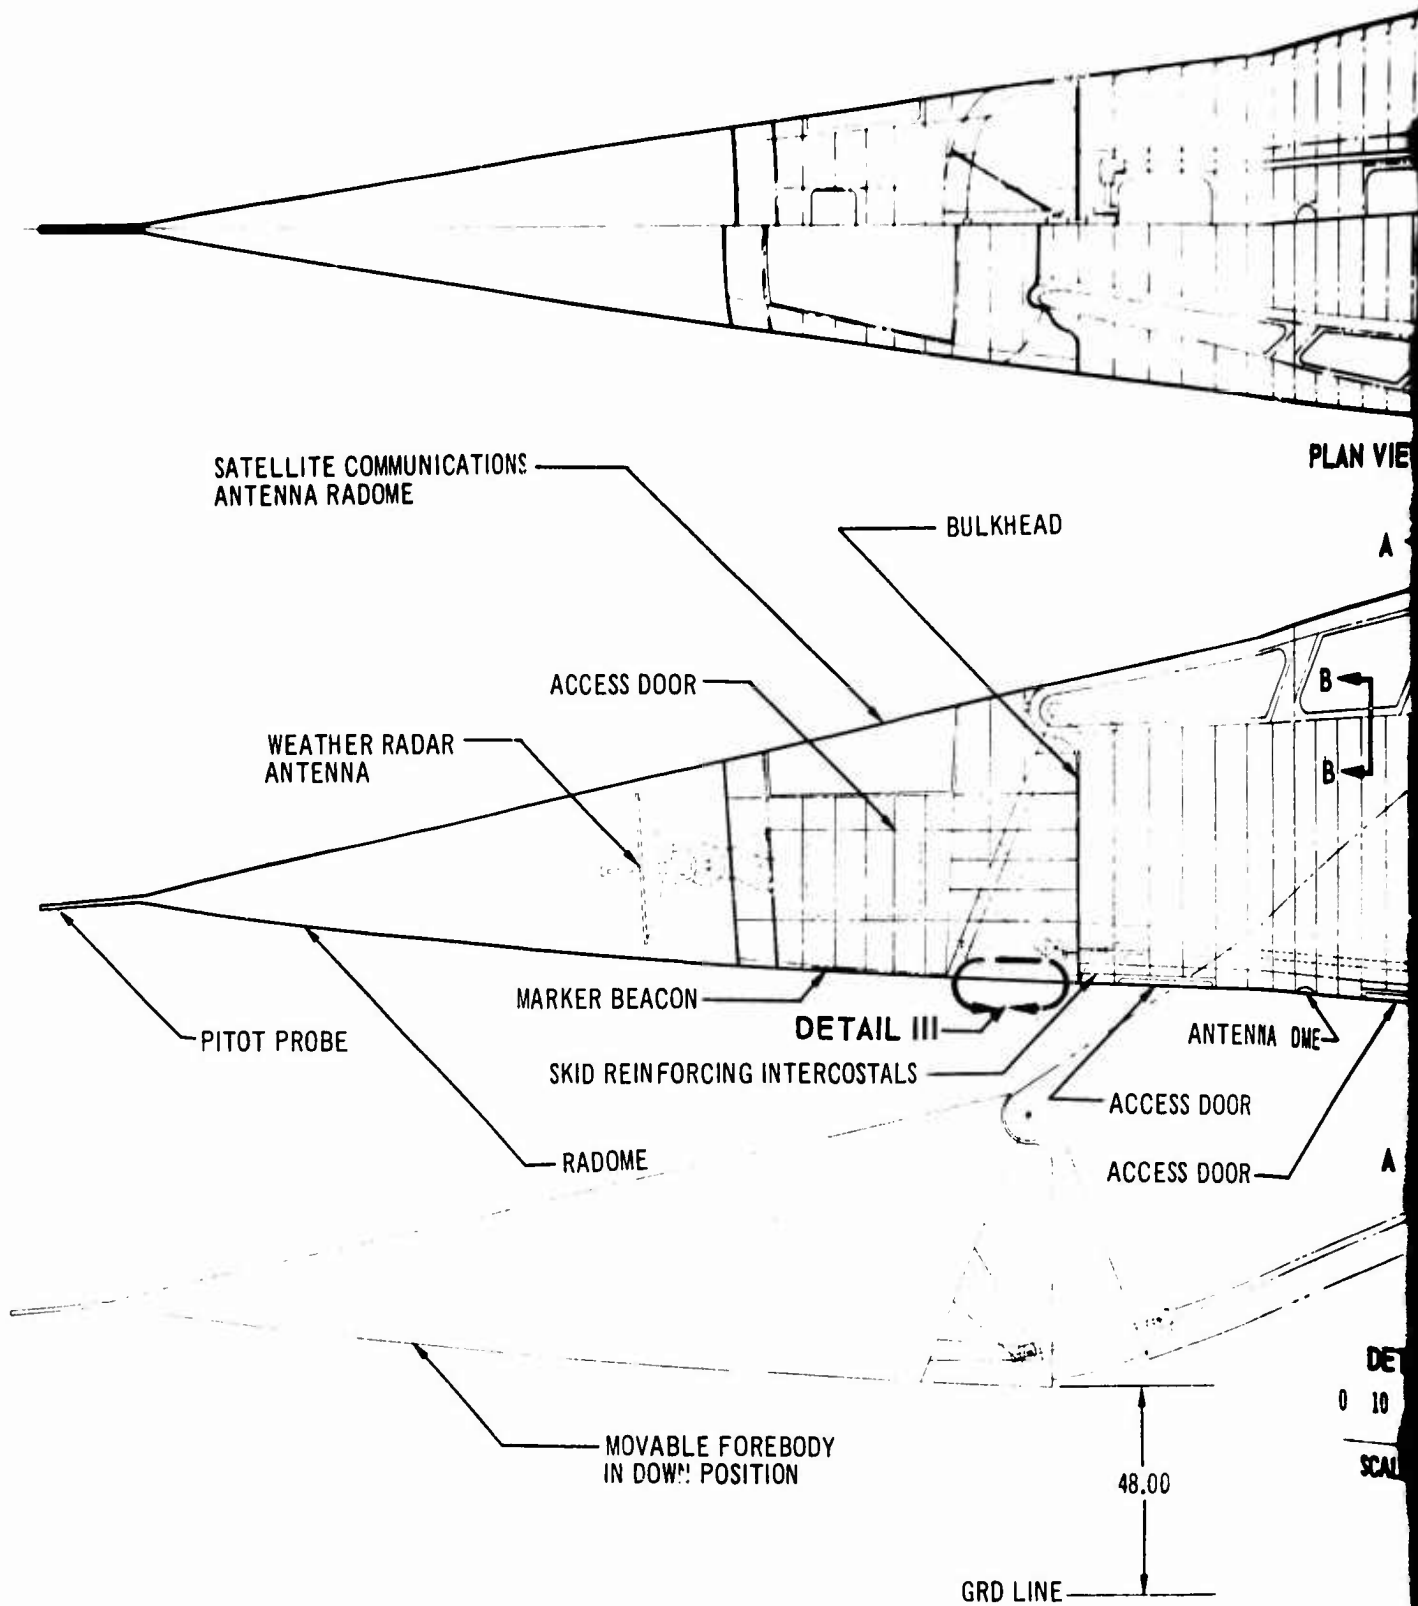 PLAN VIE
SATELLITE COMMUNICATIONS
ANTENNA RADOME
BULKHEAD
A
ACCESS DOOR
B
WEATHER RADAR
ANTENNA
B
MARKER BEACON
DETAIL III
PITOT PROBE
ANTENNA DME
SKID REINFORCING INTERCOSTALS
ACCESS DOOR
RADOME
ACCESS DOOR
A
DET
0 10
MOVABLE FOREBODY
IN DOWN POSITION
SCAL
48.00
GRD LINE